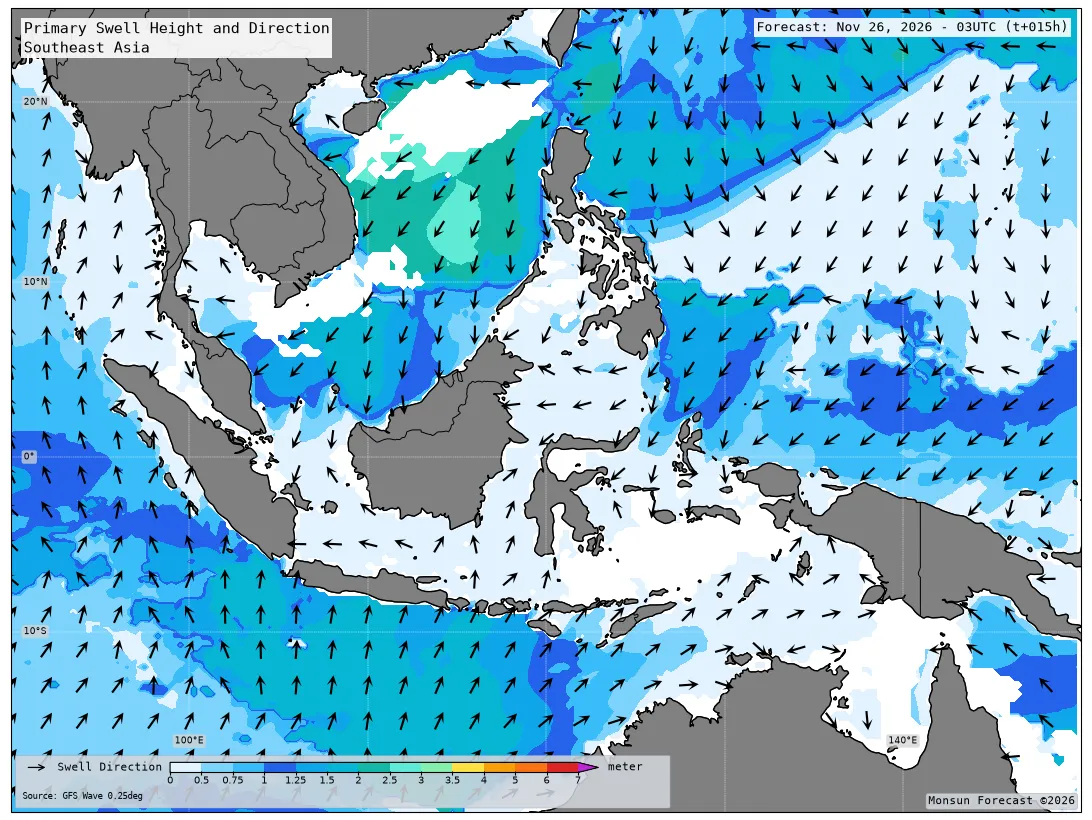 Primary Swell Height and Direction
Southeast Asia
Forecast: Nov 26, 2026 - 03UTC (t+015h)
20°N
10°N
0°
10°S
100°E
140°E
Swell Direction
meter
0 0.5 0.75 1 1.25 1.5 2 2.5 3 3.5 4 5 6 7
Source: GFS Wave 0.25deg
Monsun Forecast ©2026